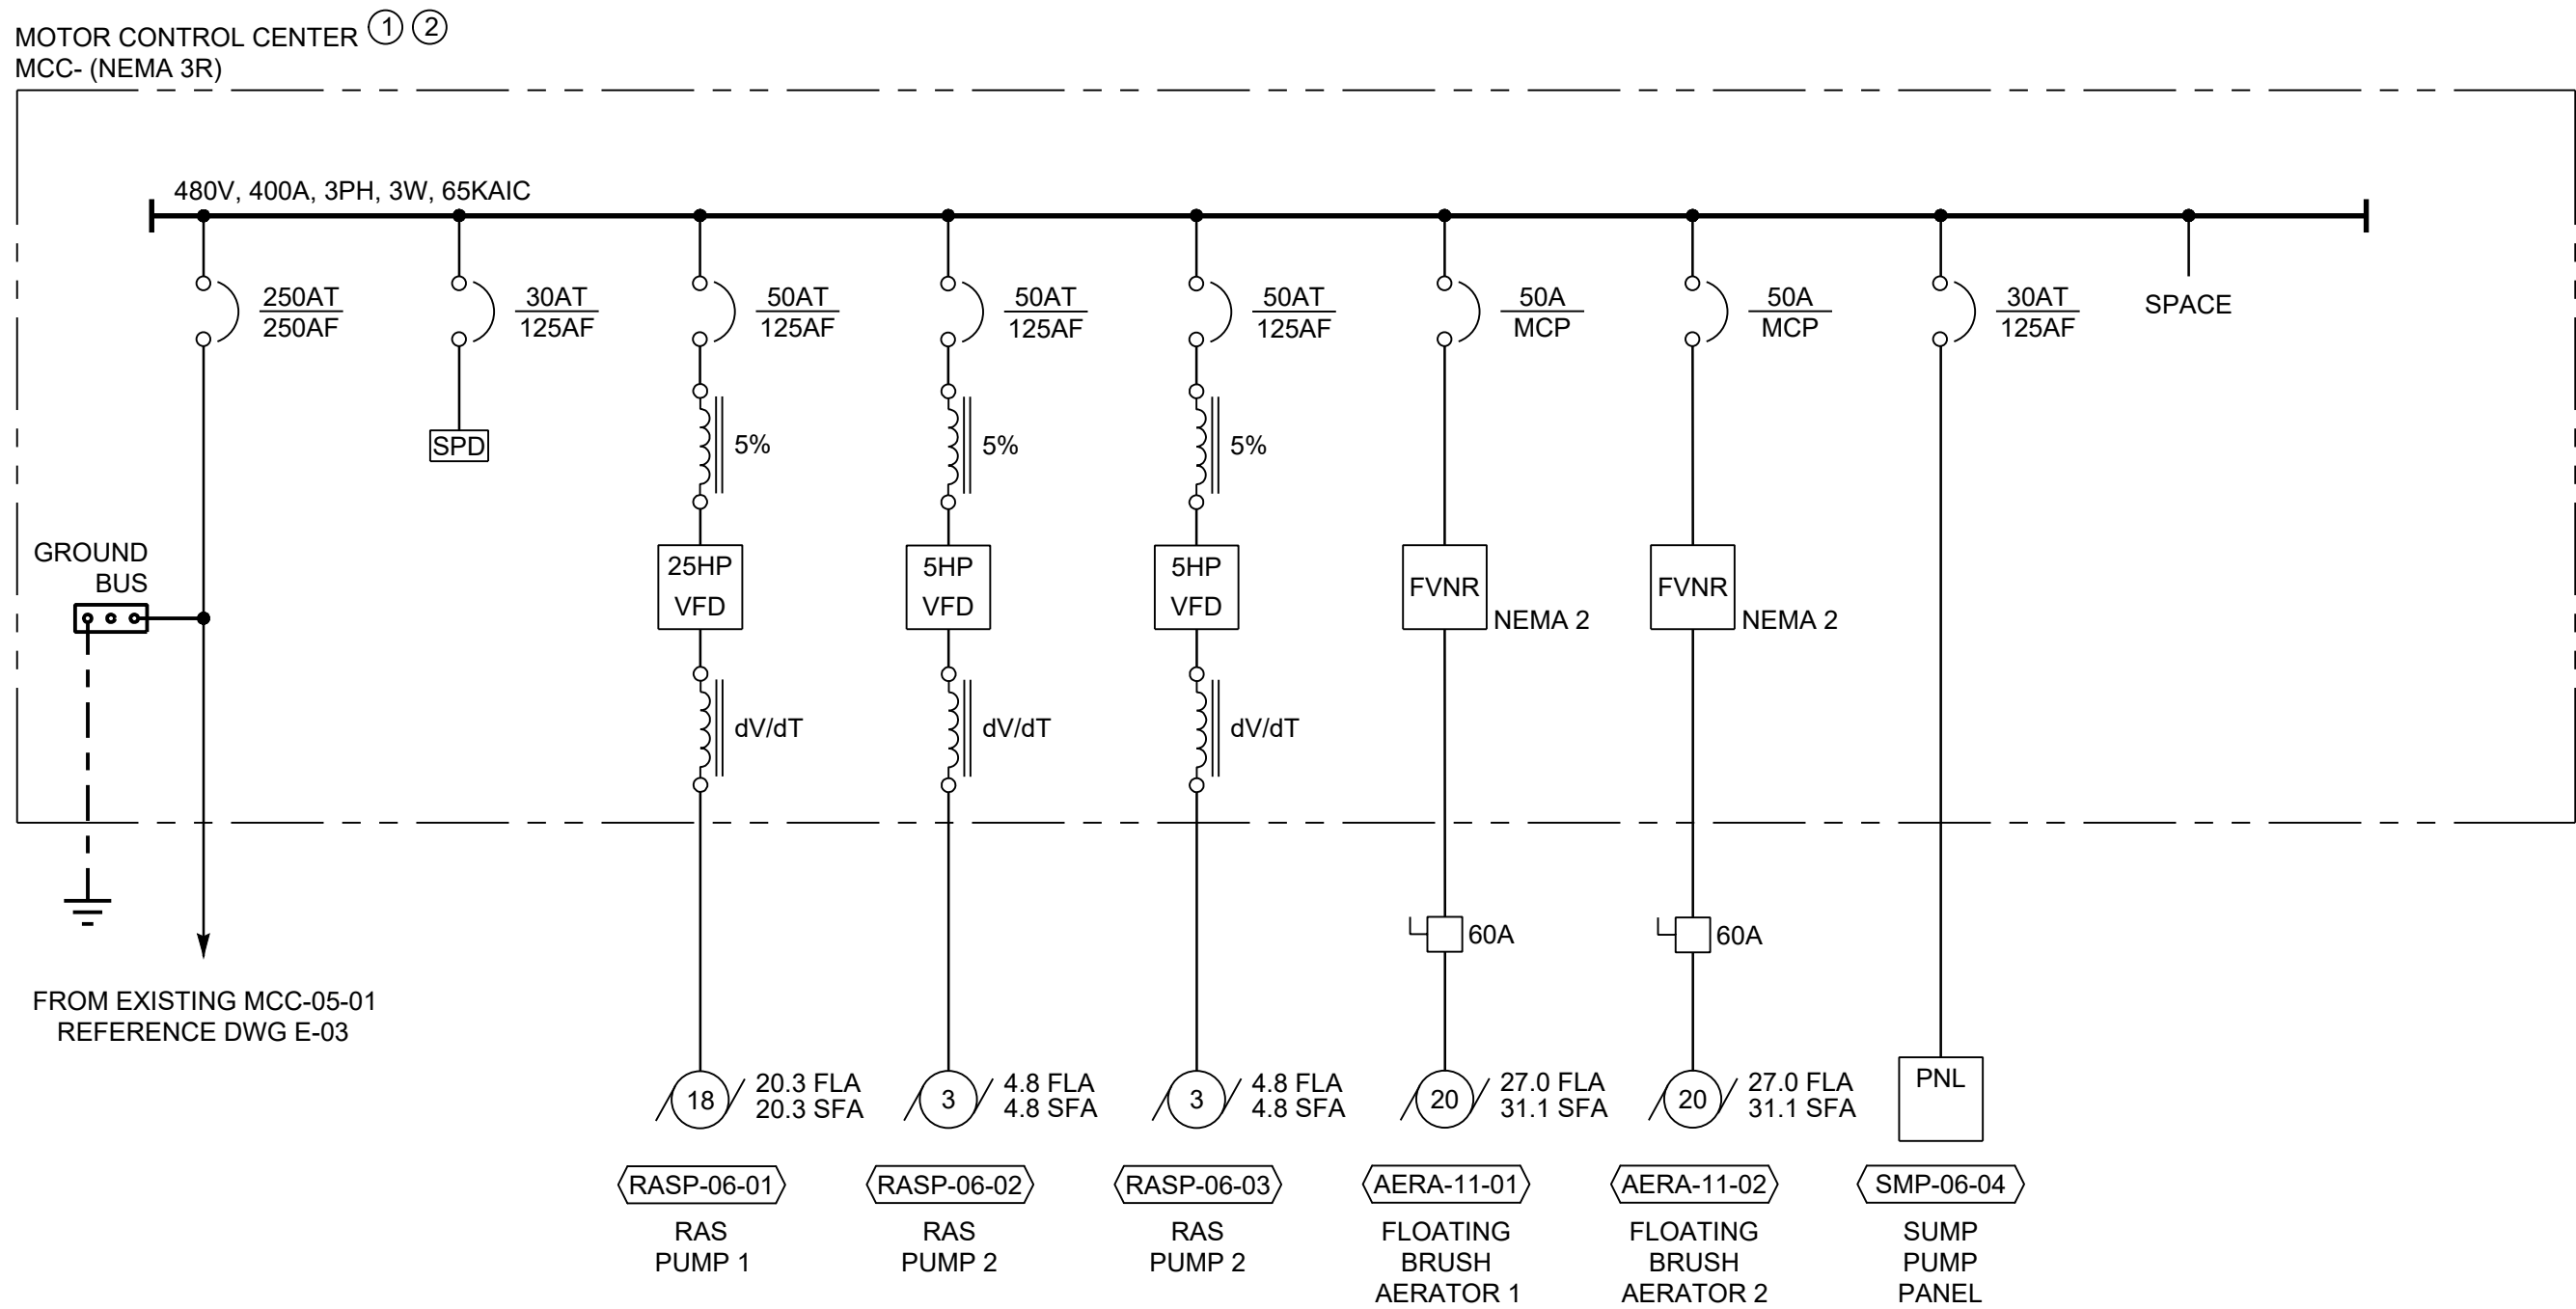 MOTOR CONTROL CENTER 1 2
MCC- (NEMA 3R)
480V, 400A, 3PH, 3W, 65KAIC
250AT
250AF
30AT
125AF
50AT
125AF
50AT
125AF
50AT
125AF
50A
MCP
50A
MCP
30AT
125AF
SPACE
SPD
5%
5%
5%
GROUND
BUS
25HP
VFD
5HP
VFD
5HP
VFD
FVNR
NEMA 2
FVNR
NEMA 2
dV/dT
dV/dT
dV/dT
60A
60A
FROM EXISTING MCC-05-01
REFERENCE DWG E-03
18
20.3 FLA
20.3 SFA
3
4.8 FLA
4.8 SFA
3
4.8 FLA
4.8 SFA
20
27.0 FLA
31.1 SFA
20
27.0 FLA
31.1 SFA
PNL
RASP-06-01
RAS
PUMP 1
RASP-06-02
RAS
PUMP 2
RASP-06-03
RAS
PUMP 2
AERA-11-01
FLOATING
BRUSH
AERATOR 1
AERA-11-02
FLOATING
BRUSH
AERATOR 2
SMP-06-04
SUMP
PUMP
PANEL